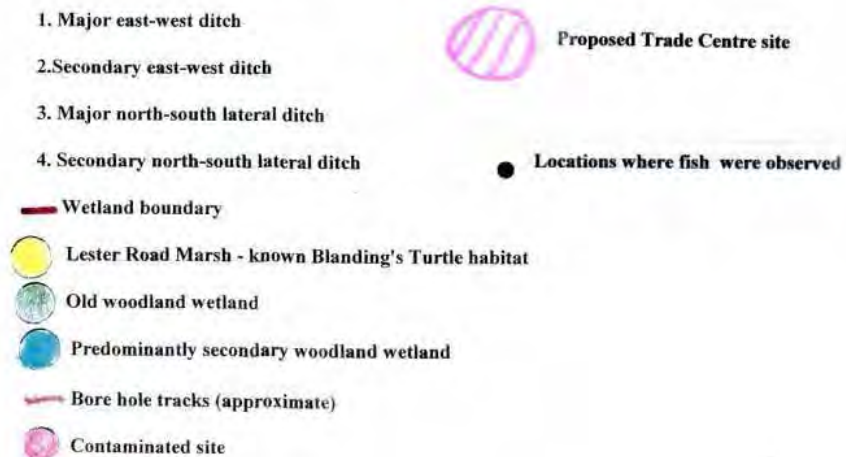 1. Major east-west ditch
Proposed Trade Centre site
2.Secondary east-west ditch
3. Major north-south lateral ditch
4. Secondary north-south lateral ditch
Locations where fish were observed
Wetland boundary
Lester Road Marsh - known Blanding's Turtle habitat
Old woodland wetland
Predominantly secondary woodland wetland
Bore hole tracks (approximate)
Contaminated site